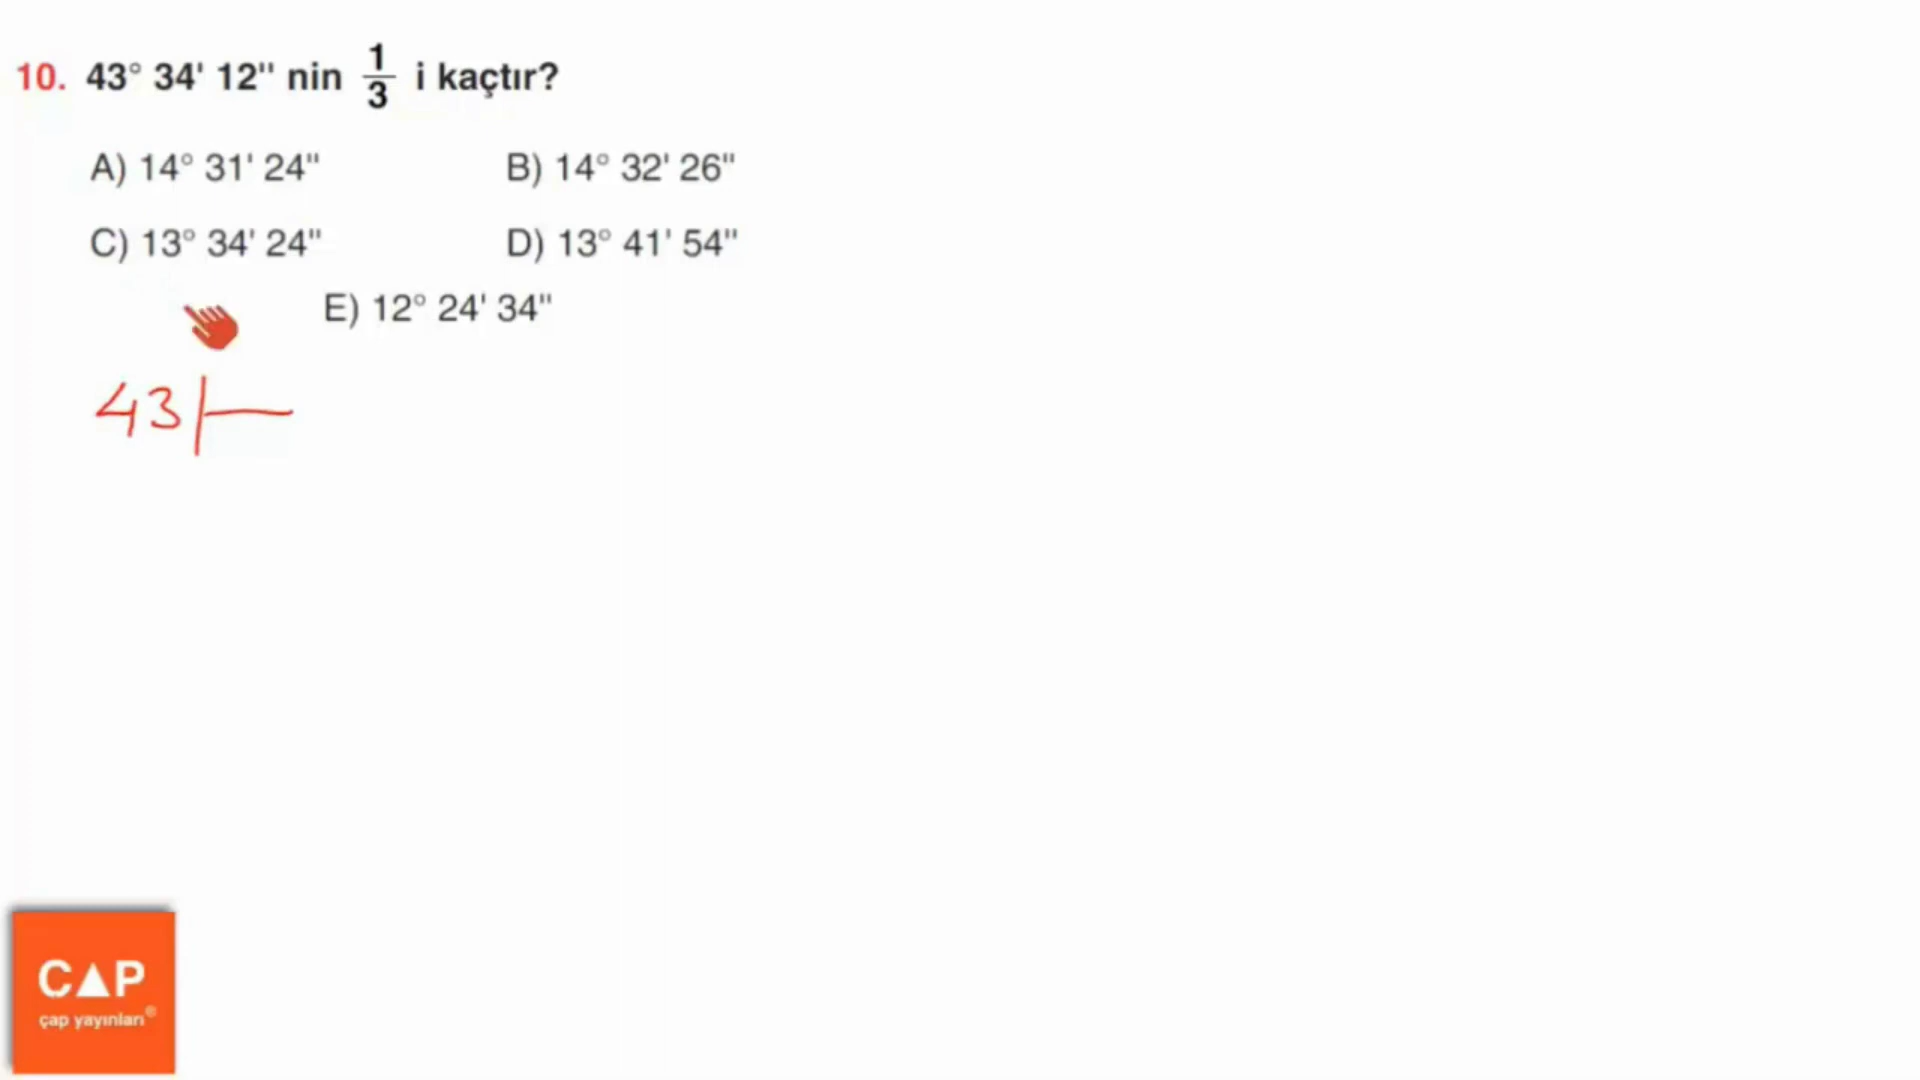 10. 43° 34' 12" nin 1/3 i kaçtır?
A) 14° 31' 24" B) 14° 32' 26"
C) 13° 34' 24" D) 13° 41' 54"
E) 12° 24' 34"
43
CAP
çap yayınları®